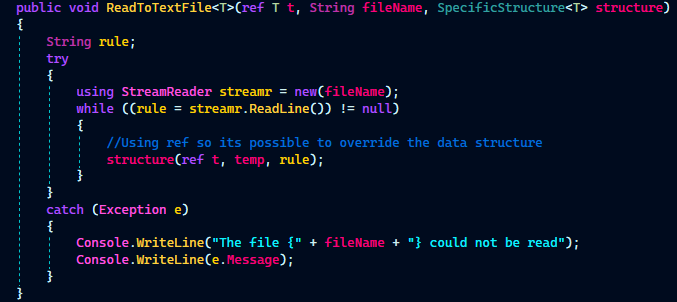 public void ReadToTextFile<T>(ref T t, String fileName, SpecificStructure<T> structure)
{
String rule;
try
{
using StreamReader streamr = new(fileName);
while ((rule = streamr.ReadLine()) != null)
{
//Using ref so its possible to override the data structure
structure(ref t, temp, rule);
}
}
catch (Exception e)
{
Console.WriteLine("The file {" + fileName + "} could not be read");
Console.WriteLine(e.Message);
}
}